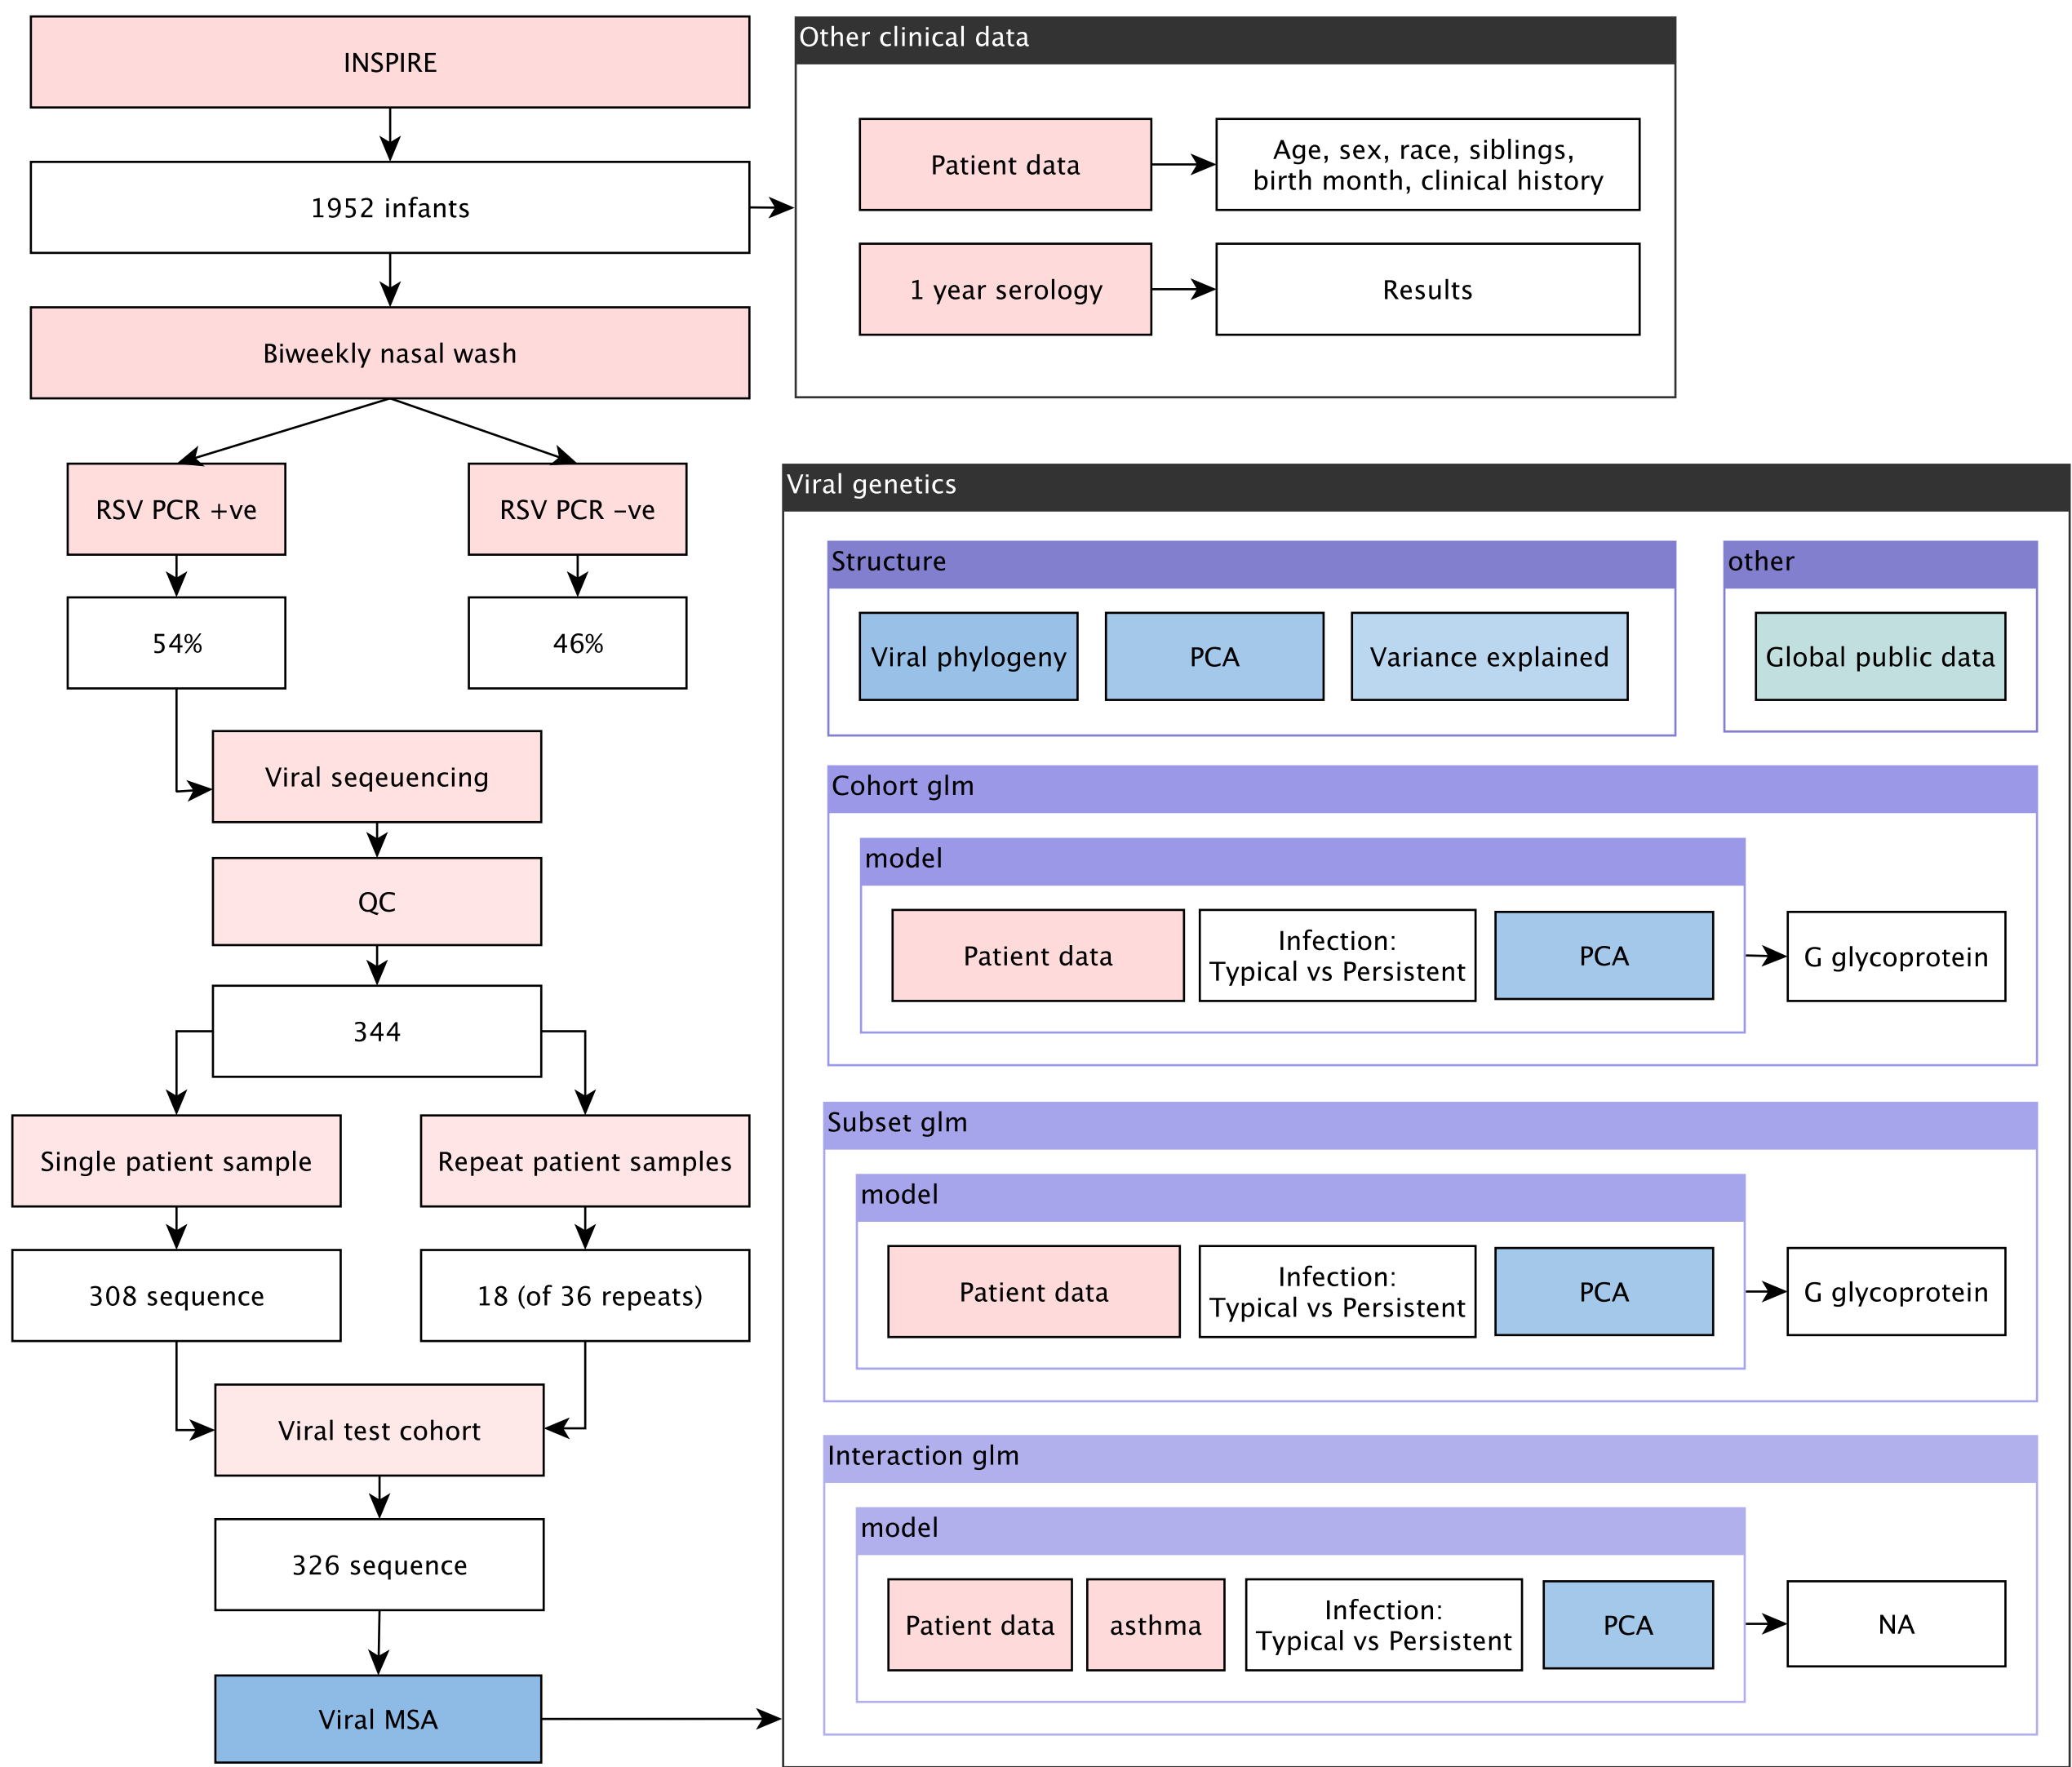 INSPIRE
1952 infants
Biweekly nasal wash
RSV PCR +ve
RSV PCR –ve
54%
46%
Viral seqeuencing
QC
344
Single patient sample
Repeat patient samples
308 sequence
18 (of 36 repeats)
Viral test cohort
326 sequence
Viral MSA
Other clinical data
Patient data
Age, sex, race, siblings,
birth month, clinical history
1 year serology
Results
Viral genetics
Structure
Viral phylogeny
PCA
Variance explained
other
Global public data
Cohort glm
model
Patient data
Infection:
Typical vs Persistent
PCA
G glycoprotein
Subset glm
model
Patient data
Infection:
Typical vs Persistent
PCA
G glycoprotein
Interaction glm
model
Patient data
asthma
Infection:
Typical vs Persistent
PCA
NA